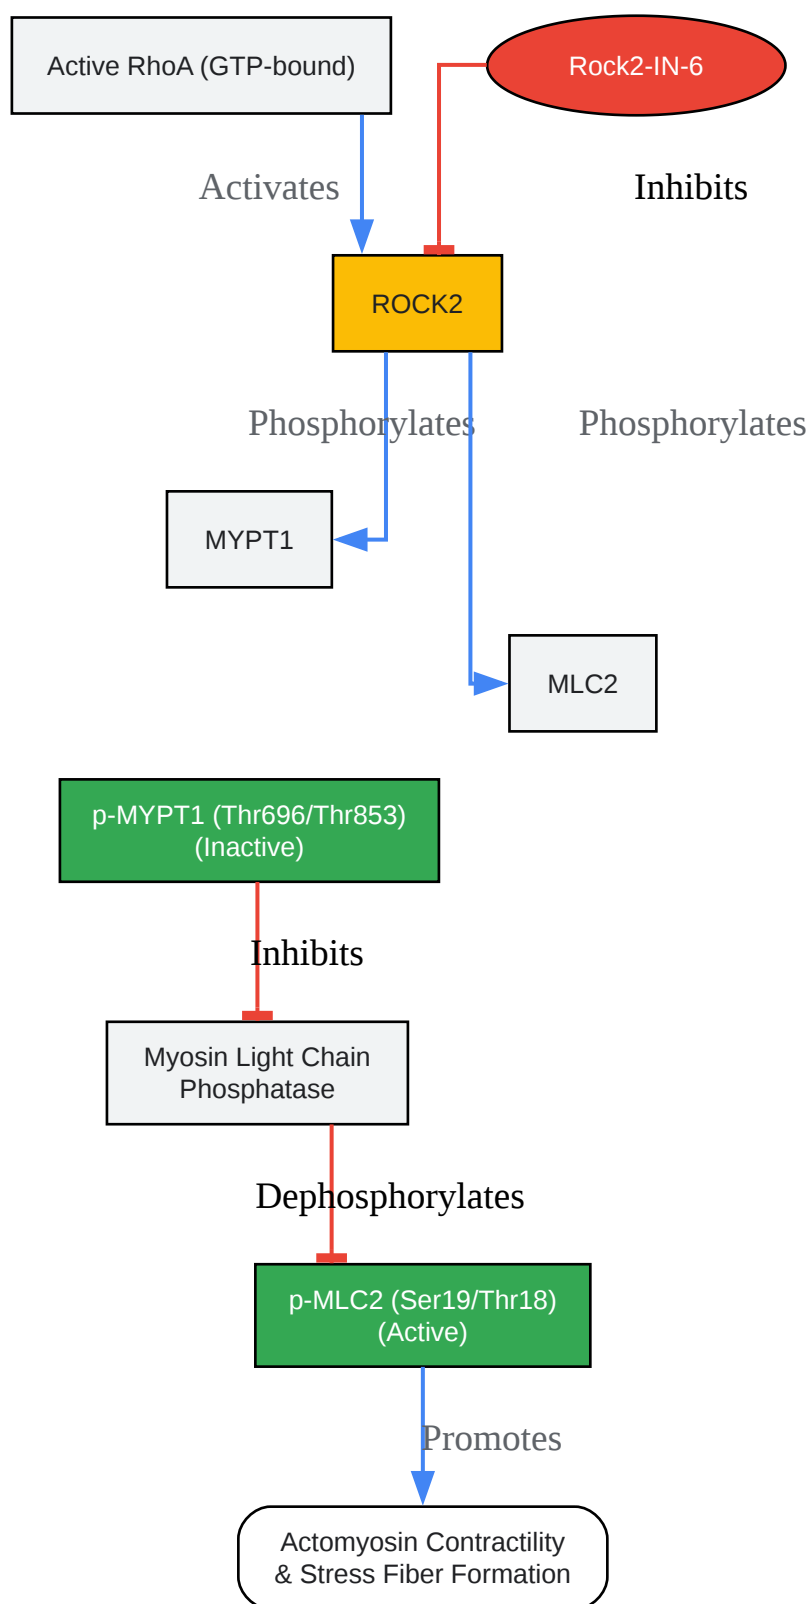 Active RhoA (GTP-bound)
Rock2-IN-6
Activates
Inhibits
ROCK2
Phosphorylates
Phosphorylates
MYPT1
MLC2
p-MYPT1 (Thr696/Thr853)
(Inactive)
Inhibits
Myosin Light Chain
Phosphatase
Dephosphorylates
p-MLC2 (Ser19/Thr18)
(Active)
Promotes
Actomyosin Contractility
& Stress Fiber Formation